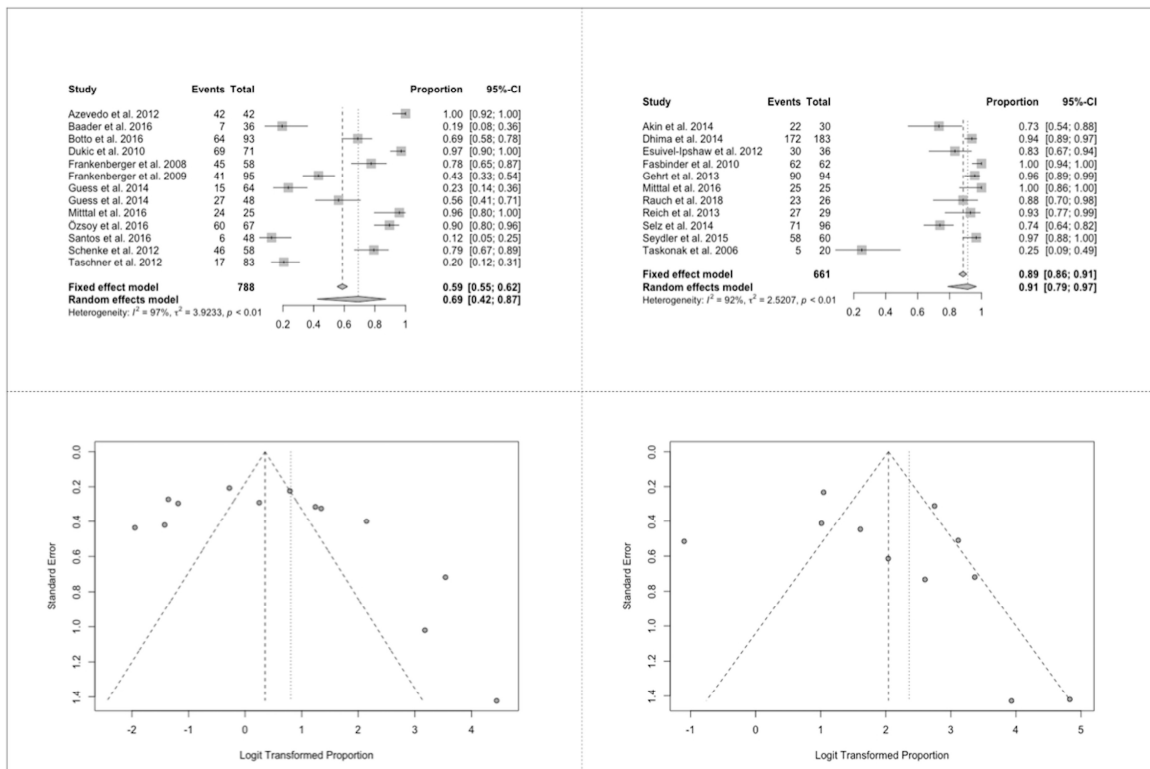 Study Events Total Proportion 95%-CI
Azevedo et al. 2012 42 42 1.00 [0.92; 1.00]
Baader et al. 2016 7 36 0.19 [0.08; 0.36]
Botto et al. 2016 64 93 0.69 [0.58; 0.78]
Dukic et al. 2010 69 71 0.97 [0.90; 1.00]
Frankenberger et al. 2008 45 58 0.78 [0.65; 0.87]
Frankenberger et al. 2009 41 95 0.43 [0.33; 0.54]
Guess et al. 2014 15 64 0.23 [0.14; 0.36]
Guess et al. 2014 27 48 0.56 [0.41; 0.71]
Mitttal et al. 2016 24 25 0.96 [0.80; 1.00]
Özsoy et al. 2016 60 67 0.90 [0.80; 0.96]
Santos et al. 2016 6 48 0.12 [0.05; 0.25]
Schenke et al. 2012 46 58 0.79 [0.67; 0.89]
Taschner et al. 2012 17 83 0.20 [0.12; 0.31]
Fixed effect model 788 0.59 [0.55; 0.62]
Random effects model 0.69 [0.42; 0.87]
Heterogeneity: I² = 97%, τ² = 3.9233, p < 0.01
0.2 0.4 0.6 0.8 1
Study Events Total Proportion 95%-CI
Akin et al. 2014 22 30 0.73 [0.54; 0.88]
Dhima et al. 2014 172 183 0.94 [0.89; 0.97]
Esuivel-Ipshaw et al. 2012 30 36 0.83 [0.67; 0.94]
Fasbinder et al. 2010 62 62 1.00 [0.94; 1.00]
Gehrt et al. 2013 90 94 0.96 [0.89; 0.99]
Mitttal et al. 2016 25 25 1.00 [0.86; 1.00]
Rauch et al. 2018 23 26 0.88 [0.70; 0.98]
Reich et al. 2013 27 29 0.93 [0.77; 0.99]
Selz et al. 2014 71 96 0.74 [0.64; 0.82]
Seydler et al. 2015 58 60 0.97 [0.88; 1.00]
Taskonak et al. 2006 5 20 0.25 [0.09; 0.49]
Fixed effect model 661 0.89 [0.86; 0.91]
Random effects model 0.91 [0.79; 0.97]
Heterogeneity: I² = 92%, τ² = 2.5207, p < 0.01
0.2 0.4 0.6 0.8 1
Standard Error
0.0
0.2
0.4
0.6
0.8
1.0
1.2
1.4
-2 0 1 2 3 4
Logit Transformed Proportion
Standard Error
0.0
0.2
0.4
0.6
0.8
1.0
1.2
1.4
-1 0 1 2 3 4 5
Logit Transformed Proportion